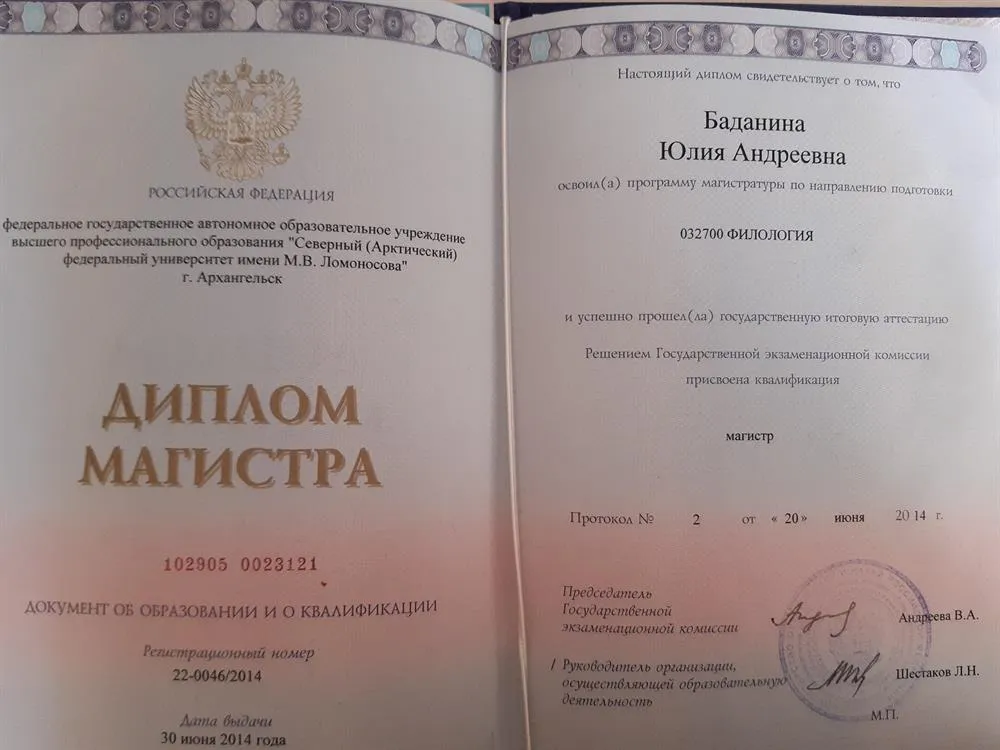 РОССИЙСКАЯ ФЕДЕРАЦИЯ
федеральное государственное автономное образовательное учреждение
высшего профессионального образования "Северный (Арктический)
федеральный университет имени М.В. Ломоносова"
г. Архангельск
ДИПЛОМ
МАГИСТРА
102905 0023121
ДОКУМЕНТ ОБ ОБРАЗОВАНИИ И О КВАЛИФИКАЦИИ
Регистрационный номер
22-0046/2014
Дата выдачи
30 июня 2014 года
Настоящий диплом свидетельствует о том, что
Баданина
Юлия Андреевна
освоил(а) программу магистратуры по направлению подготовки
032700 ФИЛОЛОГИЯ
и успешно прошел(ла) государственную итоговую аттестацию
Решением Государственной экзаменационной комиссии
присвоена квалификация
магистр
Протокол № 2 от « 20 » июня 2014 г.
Председатель
Государственной
экзаменационной комиссии
Андреева В.А.
/ Руководитель организации,
осуществляющей образовательную
деятельность
Шестаков Л.Н.
М.П.